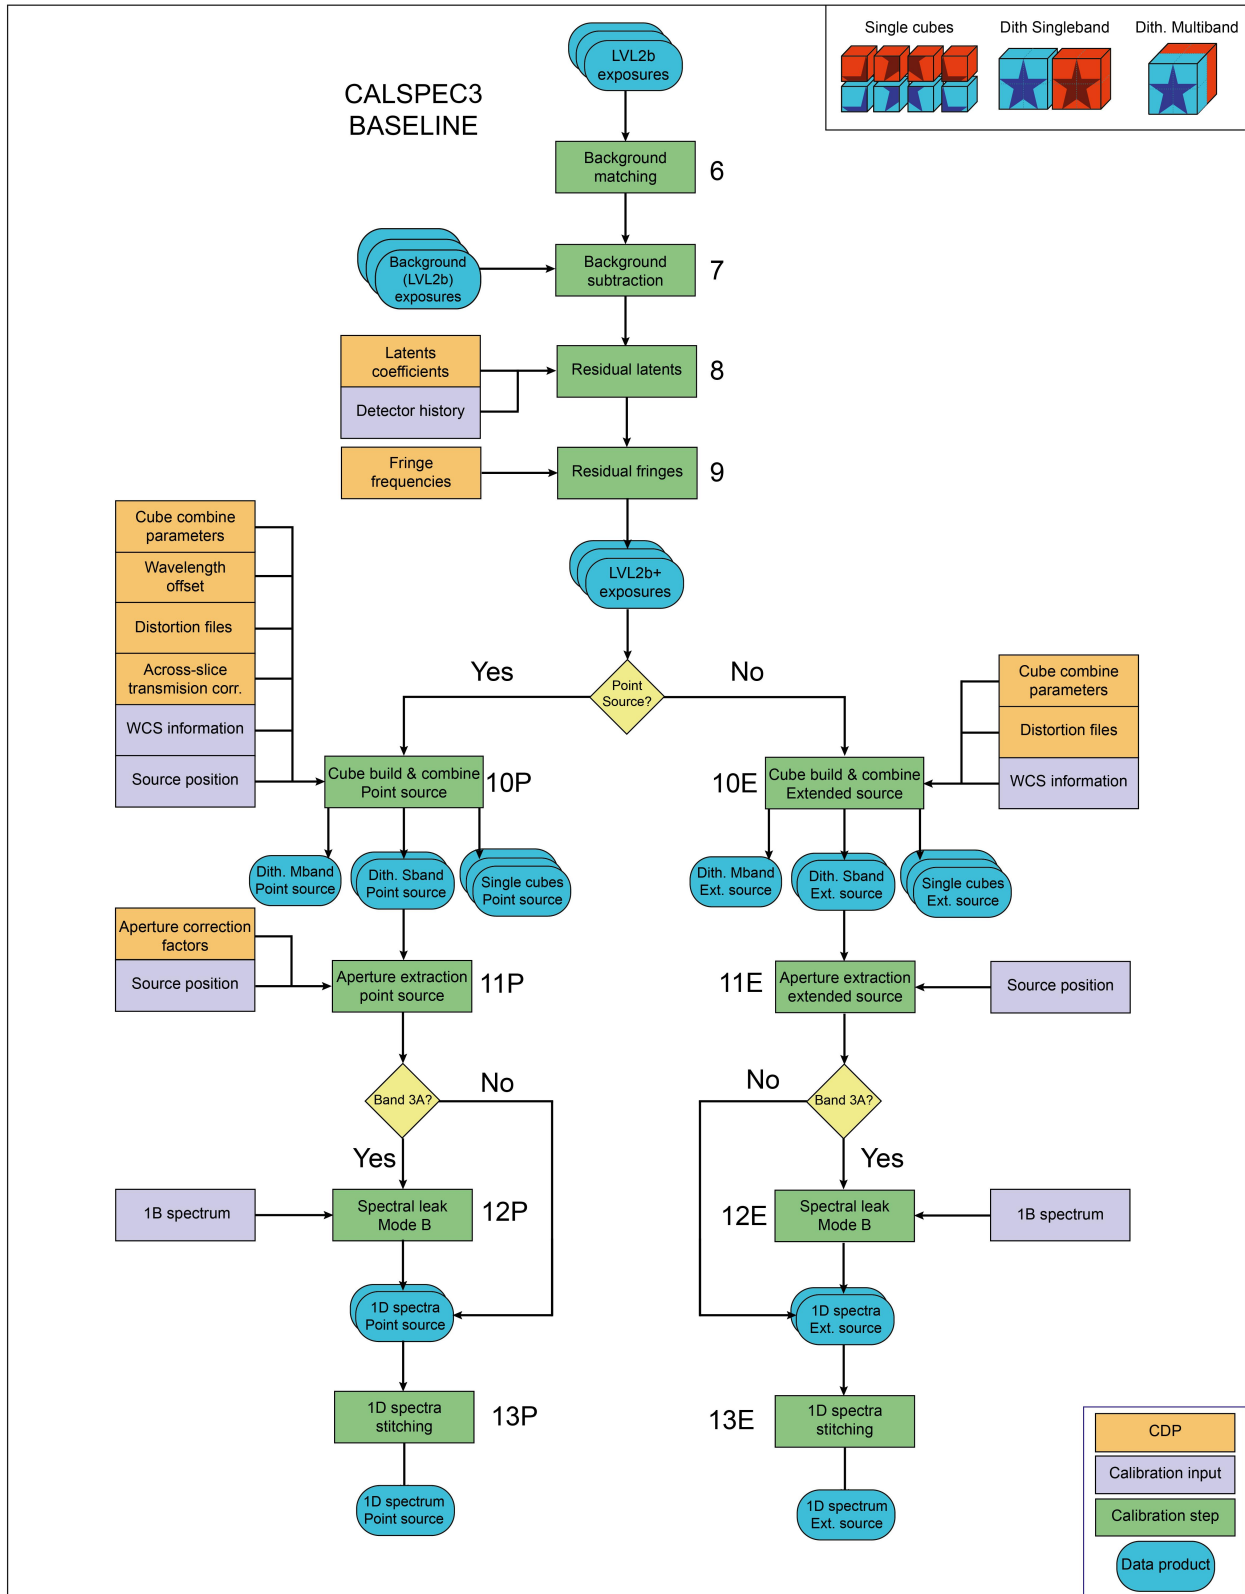 Single cubes
Dith Singleband
Dith. Multiband
LVL2b
exposures
CALSPEC3
BASELINE
Background
matching
6
Background
(LVL2b)
exposures
Background
subtraction
7
Latents
coefficients
Detector history
Residual latents
8
Fringe
frequencies
Residual fringes
9
LVL2b+
exposures
Cube combine
parameters
Wavelength
offset
Distortion files
Across-slice
transmision corr.
WCS information
Source position
Yes
Point
Source?
No
Cube combine
parameters
Distortion files
WCS information
Cube build & combine
Point source
10P
10E
Cube build & combine
Extended source
Dith. Mband
Point source
Dith. Sband
Point source
Single cubes
Point source
Dith. Mband
Ext. source
Dith. Sband
Ext. source
Single cubes
Ext. source
Aperture correction
factors
Source position
Aperture extraction
point source
11P
11E
Aperture extraction
extended source
Source position
Band 3A?
No
Yes
No
Band 3A?
Yes
1B spectrum
Spectral leak
Mode B
12P
12E
Spectral leak
Mode B
1B spectrum
1D spectra
Point source
1D spectra
Ext. source
1D spectra
stitching
13P
13E
1D spectra
stitching
1D spectrum
Point source
1D spectrum
Ext. source
CDP
Calibration input
Calibration step
Data product